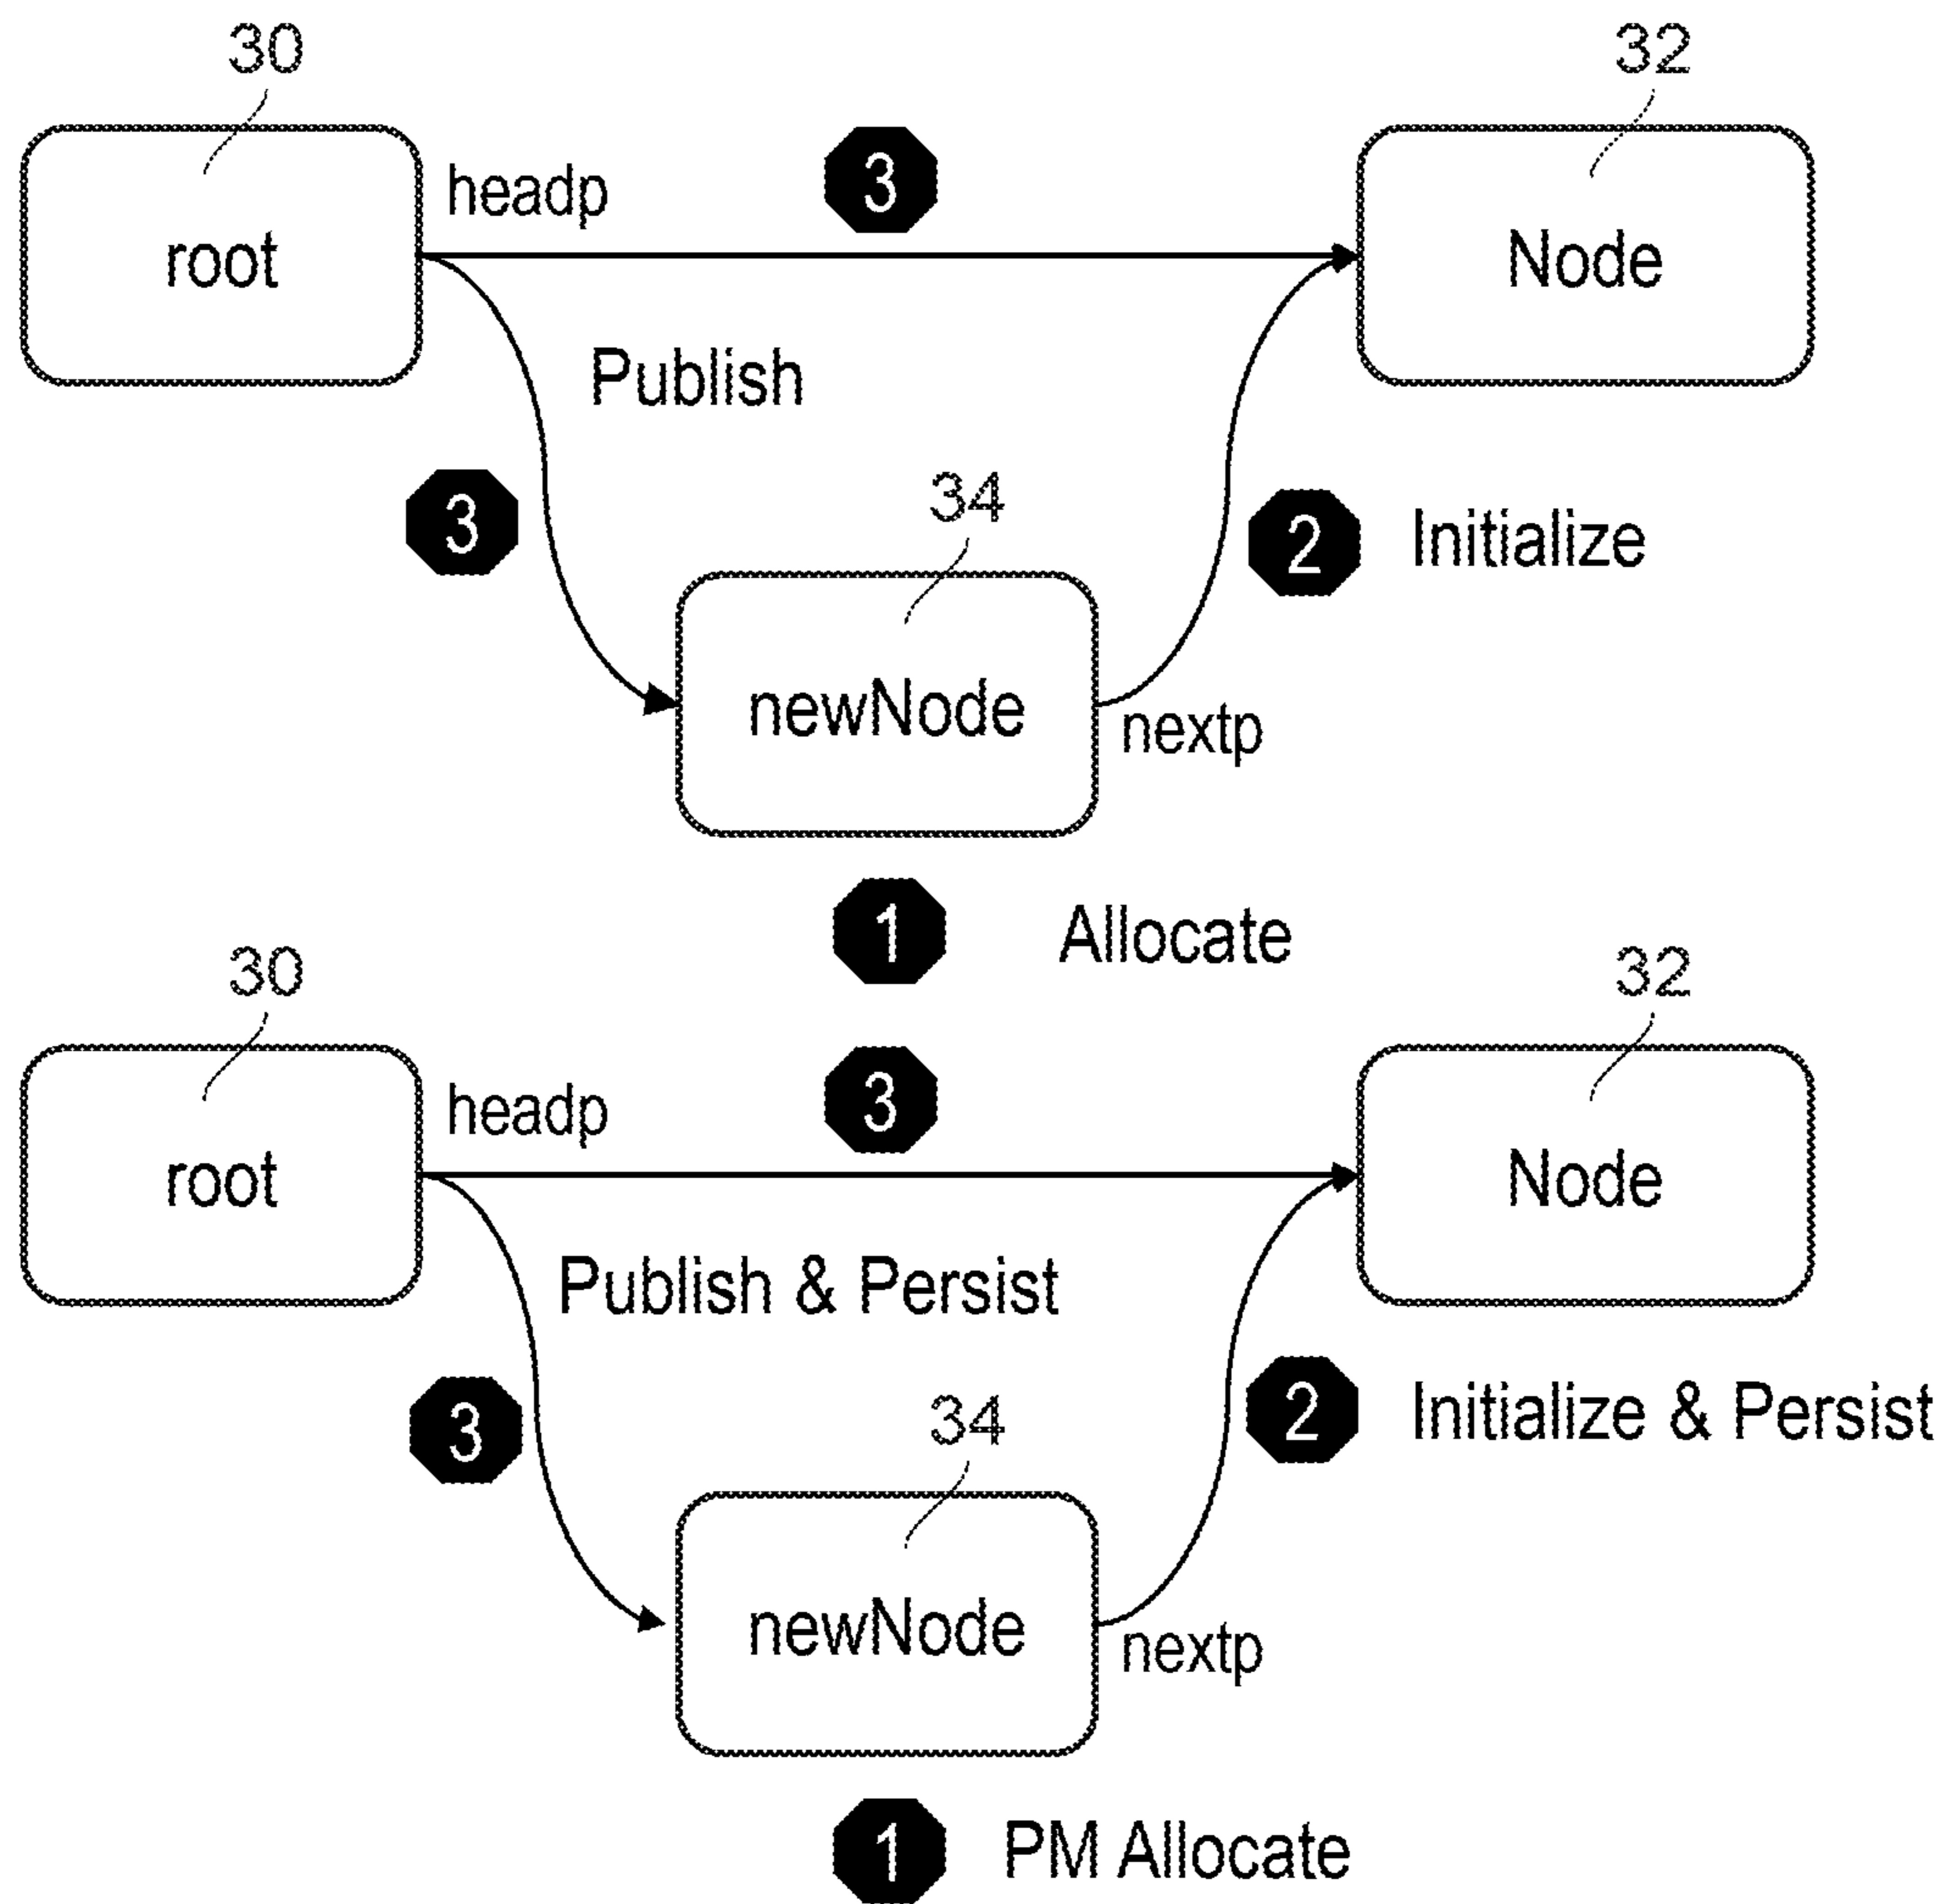 30
32
headp
3
root
Node
Publish
3
34
2
Initialize
newNode
nextp
1
Allocate
30
32
headp
3
root
Node
Publish & Persist
3
34
2
Initialize & Persist
newNode
nextp
1
PM Allocate